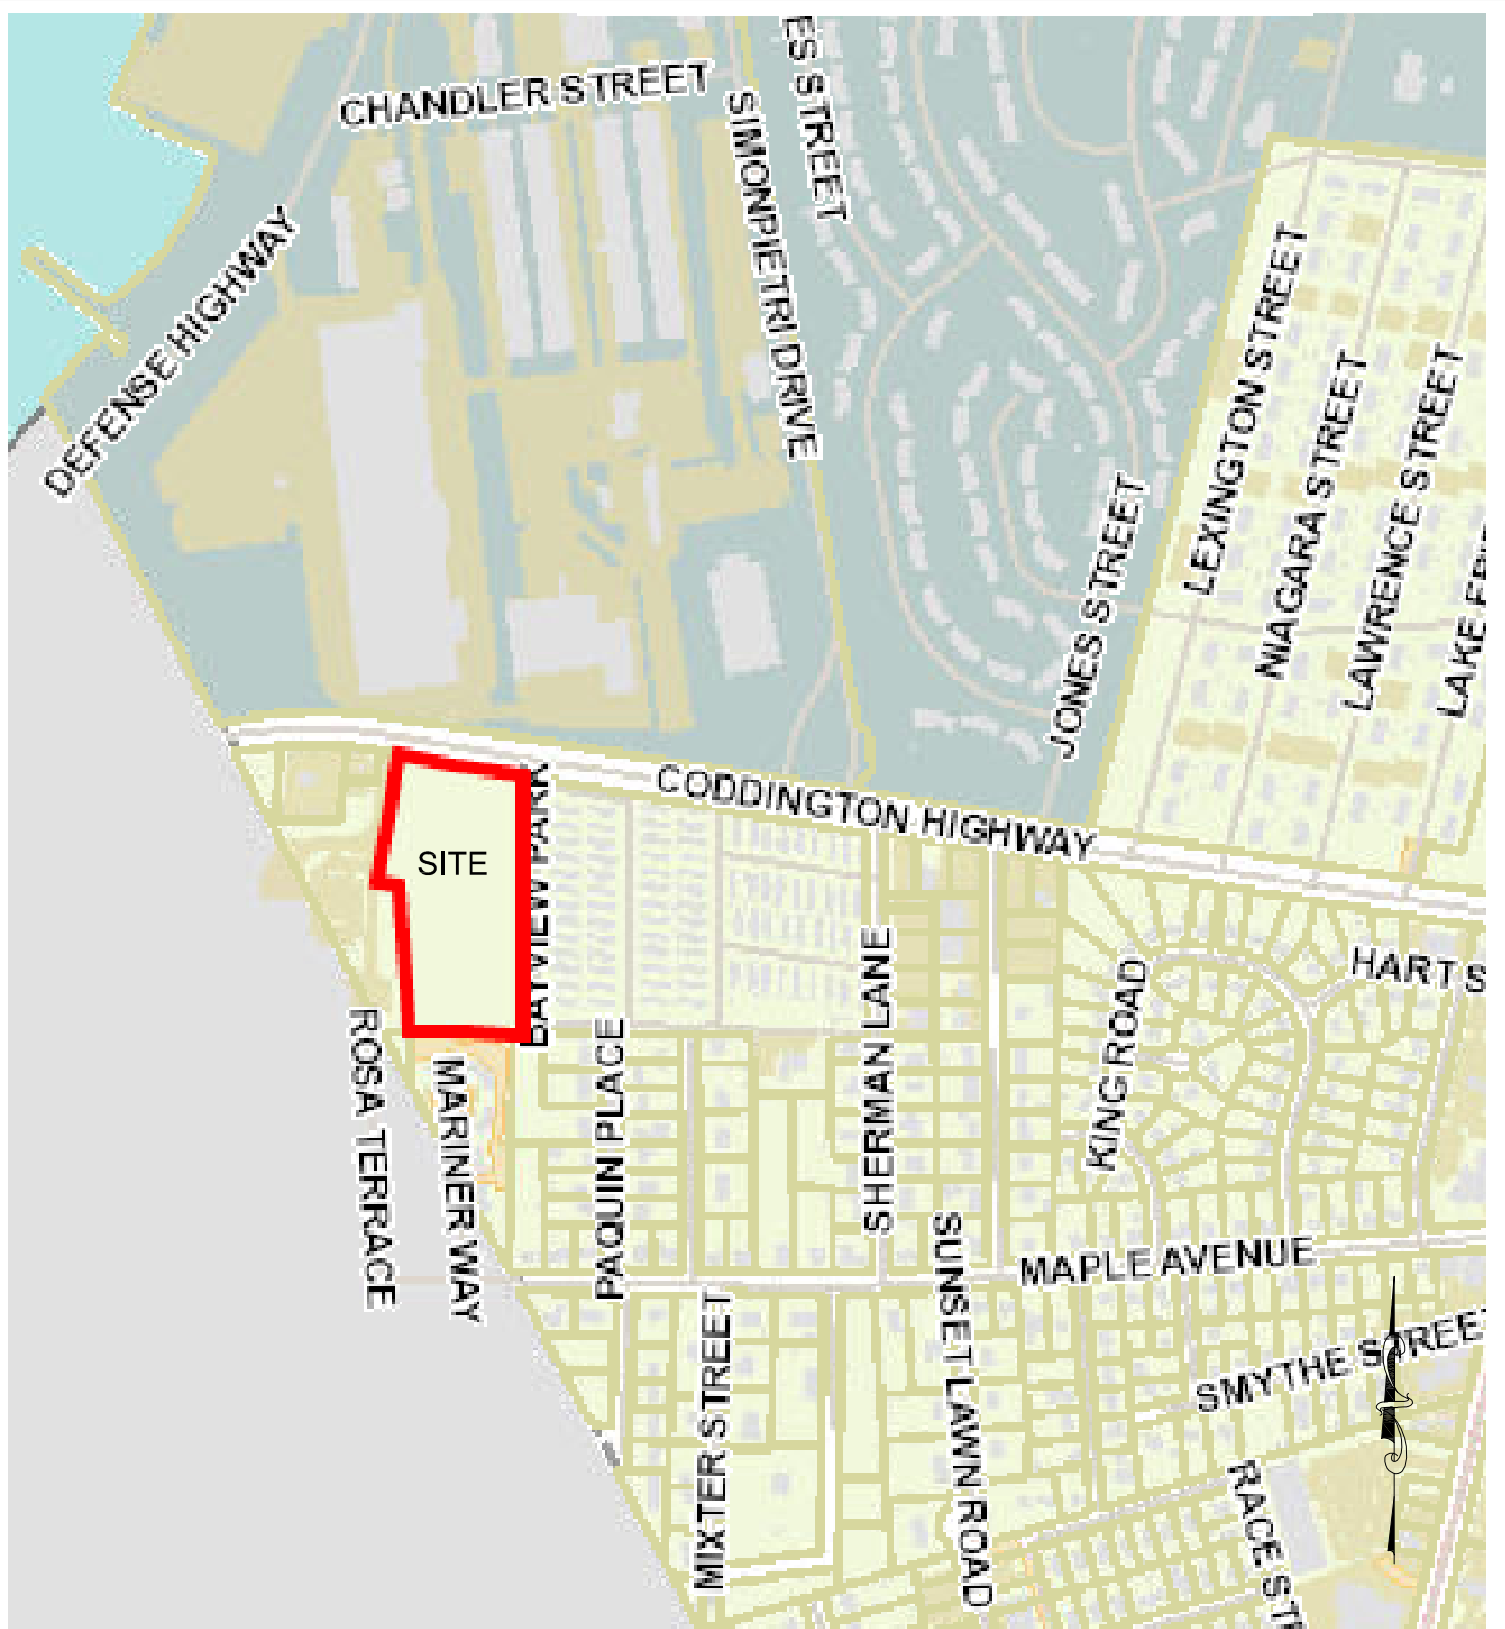 CHANDLER STREET
ES STREET
SIMONPIETRI DRIVE
DEFENSE HIGHWAY
LEXINGTON STREET
NIAGARA STREET
LAWRENCE STREET
JONES STREET
CODDINGTON HIGHWAY
SITE
BAYVIEW PARK
SHERMAN LANE
KING ROAD
HART S
ROSA TERRACE
MARINER WAY
PAQUIN PLACE
MAPLE AVENUE
SUNSET LAWN ROAD
MIXTER STREET
SMYTHE STREET
RACE ST